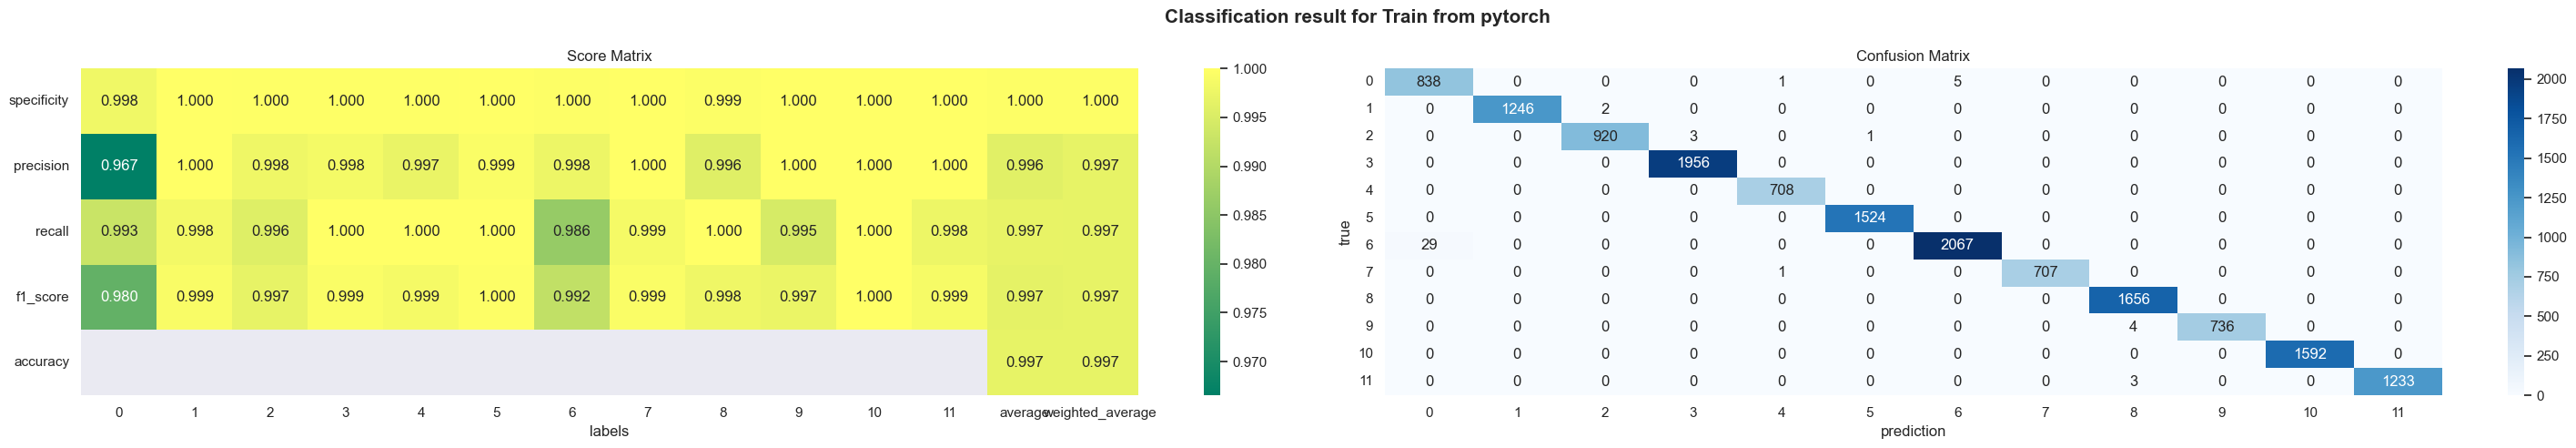 Classification result for Train from pytorch
Score Matrix
specificity 0.998 1.000 1.000 1.000 1.000 1.000 1.000 1.000 0.999 1.000 1.000 1.000 1.000 1.000
precision 0.967 1.000 0.998 0.998 0.997 0.999 0.998 1.000 0.996 1.000 1.000 1.000 0.996 0.997
recall 0.993 0.998 0.996 1.000 1.000 1.000 0.986 0.999 1.000 0.995 1.000 0.998 0.997 0.997
f1_score 0.980 0.999 0.997 0.999 0.999 1.000 0.992 0.999 0.998 0.997 1.000 0.999 0.997 0.997
accuracy 0.997 0.997
0 1 2 3 4 5 6 7 8 9 10 11 average weighted_average
labels
1.000
0.995
0.990
0.985
0.980
0.975
0.970
Confusion Matrix
true
0 838 0 0 0 1 0 5 0 0 0 0 0
1 0 1246 2 0 0 0 0 0 0 0 0 0
2 0 0 920 3 0 1 0 0 0 0 0 0
3 0 0 0 1956 0 0 0 0 0 0 0 0
4 0 0 0 0 708 0 0 0 0 0 0 0
5 0 0 0 0 0 1524 0 0 0 0 0 0
6 29 0 0 0 0 0 2067 0 0 0 0 0
7 0 0 0 0 1 0 0 707 0 0 0 0
8 0 0 0 0 0 0 0 0 1656 0 0 0
9 0 0 0 0 0 0 0 0 4 736 0 0
10 0 0 0 0 0 0 0 0 0 0 1592 0
11 0 0 0 0 0 0 0 0 3 0 0 1233
0 1 2 3 4 5 6 7 8 9 10 11
prediction
2000
1750
1500
1250
1000
750
500
250
0